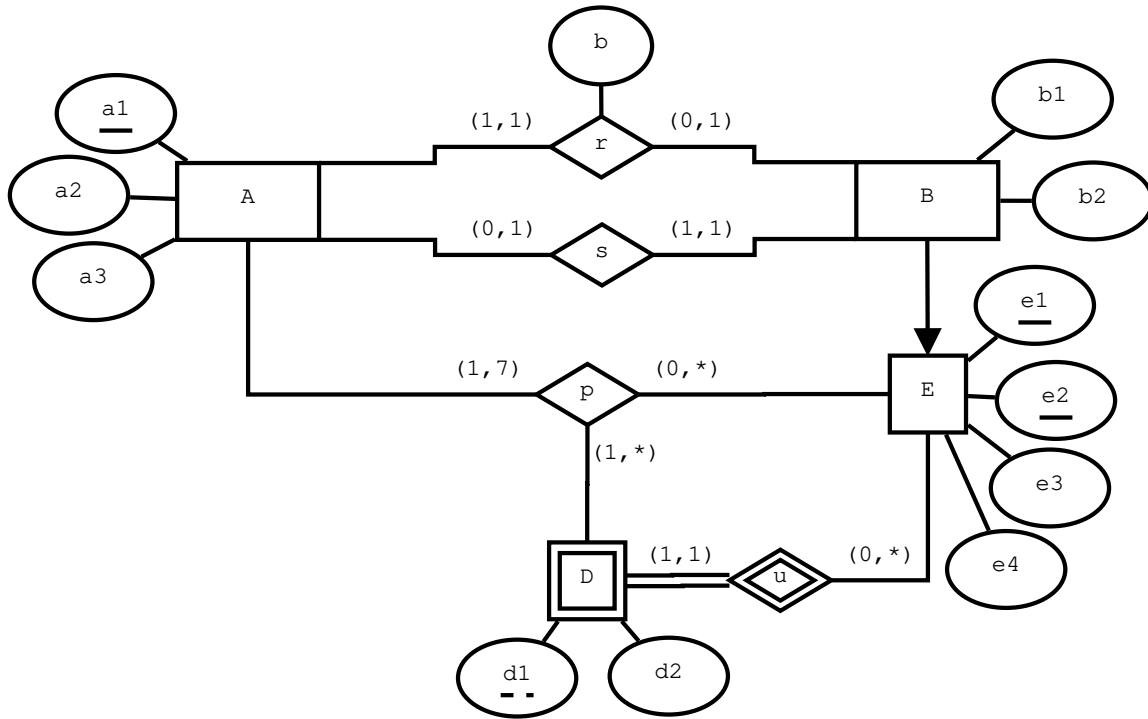 b
a1
(1,1)
r
(0,1)
b1
a2
A
B
b2
a3
(0,1)
s
(1,1)
e1
(1,7)
p
(0,*)
E
e2
(1,*)
e3
D
(1,1)
u
(0,*)
e4
d1
d2